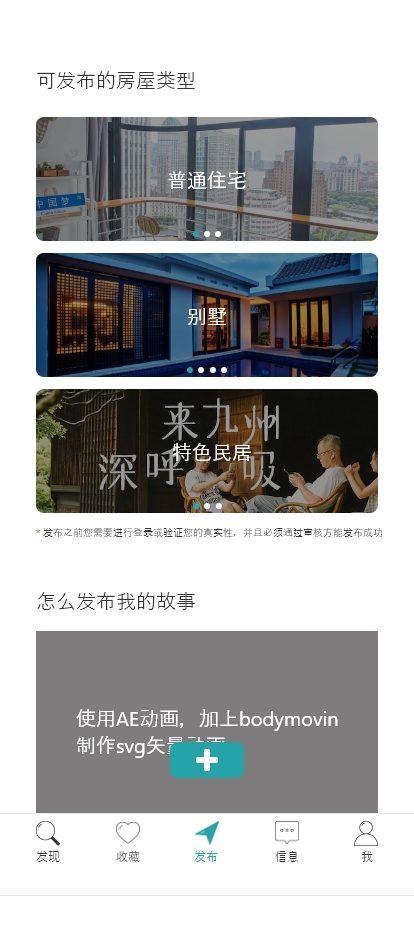 可发布的房屋类型
中国梦
普通住宅
别墅
来九州
深呼吸
特色民居
* 发布之前您需要进行登录或验证您的真实性，并且必须通过审核方能发布成功
怎么发布我的故事
使用AE动画，加上bodymovin
制作svg矢量动画
发现
收藏
发布
信息
我